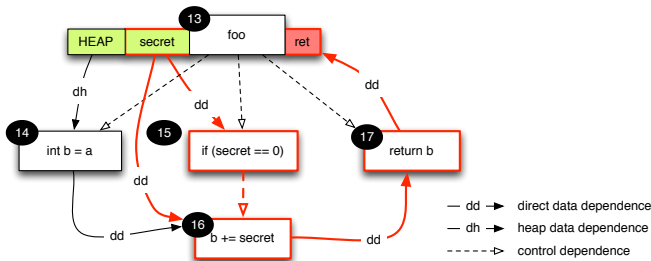 13
HEAP secret foo ret
dh dd dd
14 15 17
int b = a if (secret == 0) return b
dd
16
dd b += secret dd
dd direct data dependence
dh heap data dependence
control dependence